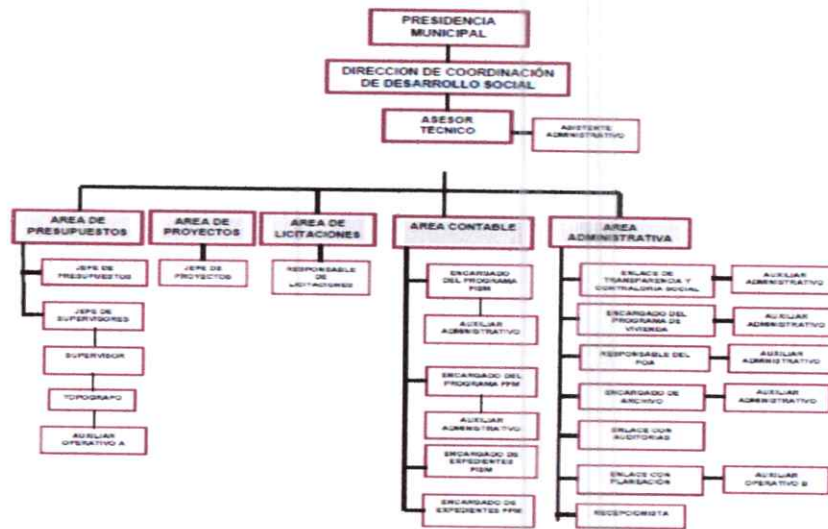 PRESIDENCIA
MUNICIPAL
DIRECCION DE COORDINACIÓN
DE DESARROLLO SOCIAL
ASESOR
TECNICO
ASISTENTE
ADMINISTRATIVO
AREA DE
PRESUPUESTOS
AREA DE
PROYECTOS
AREA DE
LICITACIONES
AREA CONTABLE
AREA
ADMINISTRATIVA
JEFE DE
PRESUPUESTOS
JEFE DE
SUPERVISORES
SUPERVISOR
TOPOGRAFO
AUXILIAR
OPERATIVO A
JEFE DE
PROYECTOS
RESPONSABLE
DE
LICITACIONES
ENCARGADO
DEL PROGRAMA
FISM
AUXILIAR
ADMINISTRATIVO
ENCARGADO DEL
PROGRAMA FFM
AUXILIAR
ADMINISTRATIVO
ENCARGADO DE
EXPEDIENTES
FISM
ENCARGADO DE
EXPEDIENTES FFM
ENLACE DE
TRANSPARENCIA Y
CONTRALORIA SOCIAL
AUXILIAR
ADMINISTRATIVO
ENCARGADO DEL
PROGRAMA DE
VIVIENDA
AUXILIAR
ADMINISTRATIVO
RESPONSABLE DEL
POA
AUXILIAR
ADMINISTRATIVO
ENCARGADO DE
ARCHIVO
AUXILIAR
ADMINISTRATIVO
ENLACE CON
AUDITORIAS
ENLACE CON
PLANEACIÓN
AUXILIAR
OPERATIVO B
RECEPCIONISTA